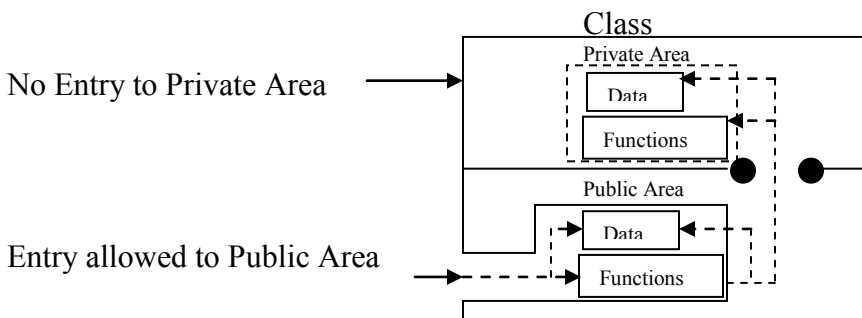 Class
Private Area
No Entry to Private Area
Data
Functions
Public Area
Data
Entry allowed to Public Area
Functions